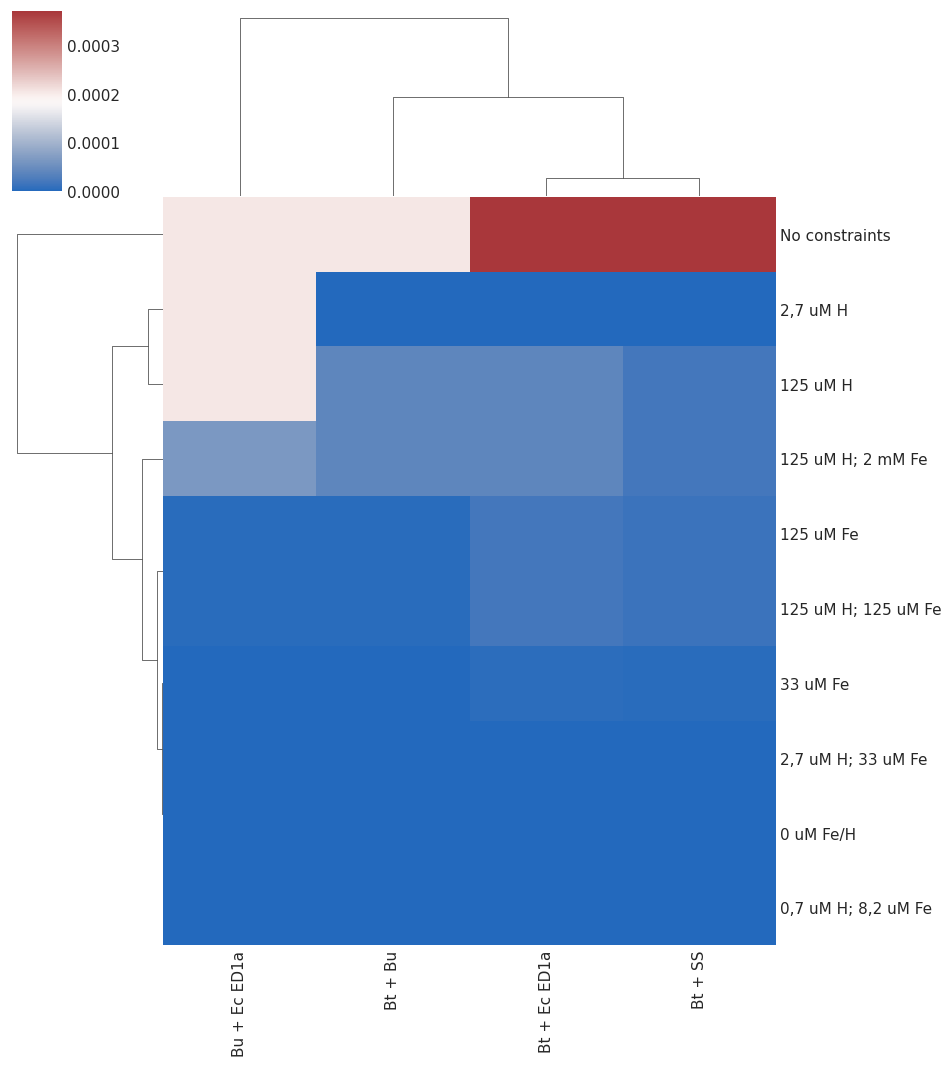 0.0003
0.0002
0.0001
0.0000
No constraints
2,7 uM H
125 uM H
125 uM H; 2 mM Fe
125 uM Fe
125 uM H; 125 uM Fe
33 uM Fe
2,7 uM H; 33 uM Fe
0 uM Fe/H
0,7 uM H; 8,2 uM Fe
Bu + Ec ED1a
Bt + Bu
Bt + Ec ED1a
Bt + SS